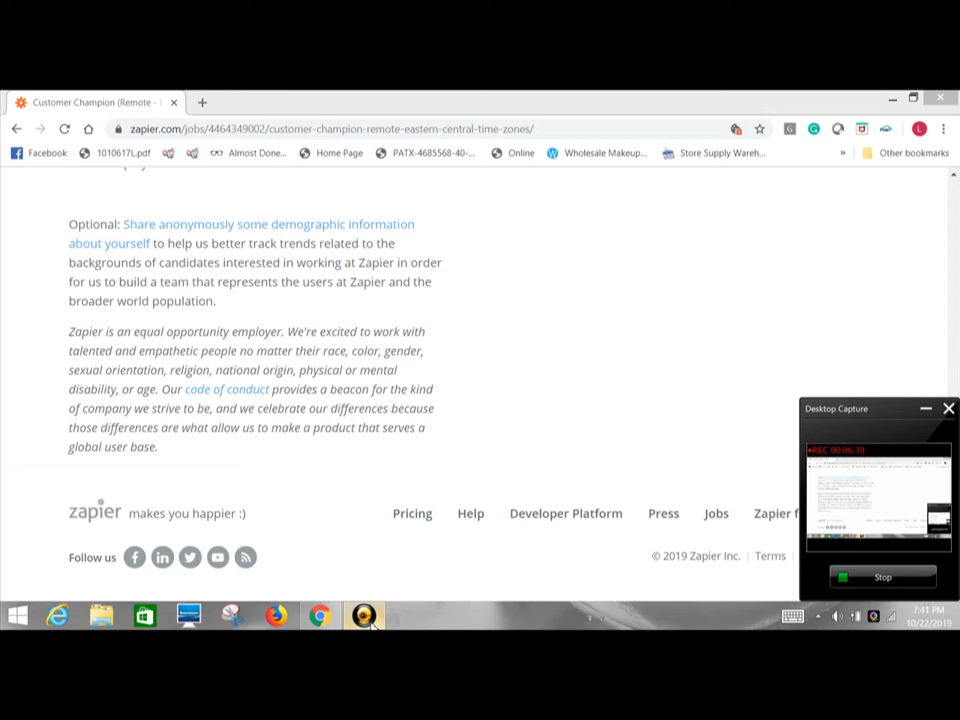 Customer Champion (Remote -
zapier.com/jobs/4464349002/customer-champion-remote-eastern-central-time-zones/
Facebook
1010617L.pdf
Almost Done...
Home Page
PATX-4685568-40-...
Online
Wholesale Makeup...
Store Supply Wareh...
»
Other bookmarks
Optional: Share anonymously some demographic information
about yourself to help us better track trends related to the
backgrounds of candidates interested in working at Zapier in order
for us to build a team that represents the users at Zapier and the
broader world population.
Zapier is an equal opportunity employer. We're excited to work with
talented and empathetic people no matter their race, color, gender,
sexual orientation, religion, national origin, physical or mental
disability, or age. Our code of conduct provides a beacon for the kind
of company we strive to be, and we celebrate our differences because
those differences are what allow us to make a product that serves a
global user base.
Desktop Capture
REC 00:06:39
Stop
zapier makes you happier :)
Pricing
Help
Developer Platform
Press
Jobs
Zapier f
Follow us
© 2019 Zapier Inc. | Terms |
7:41 PM
10/22/2019